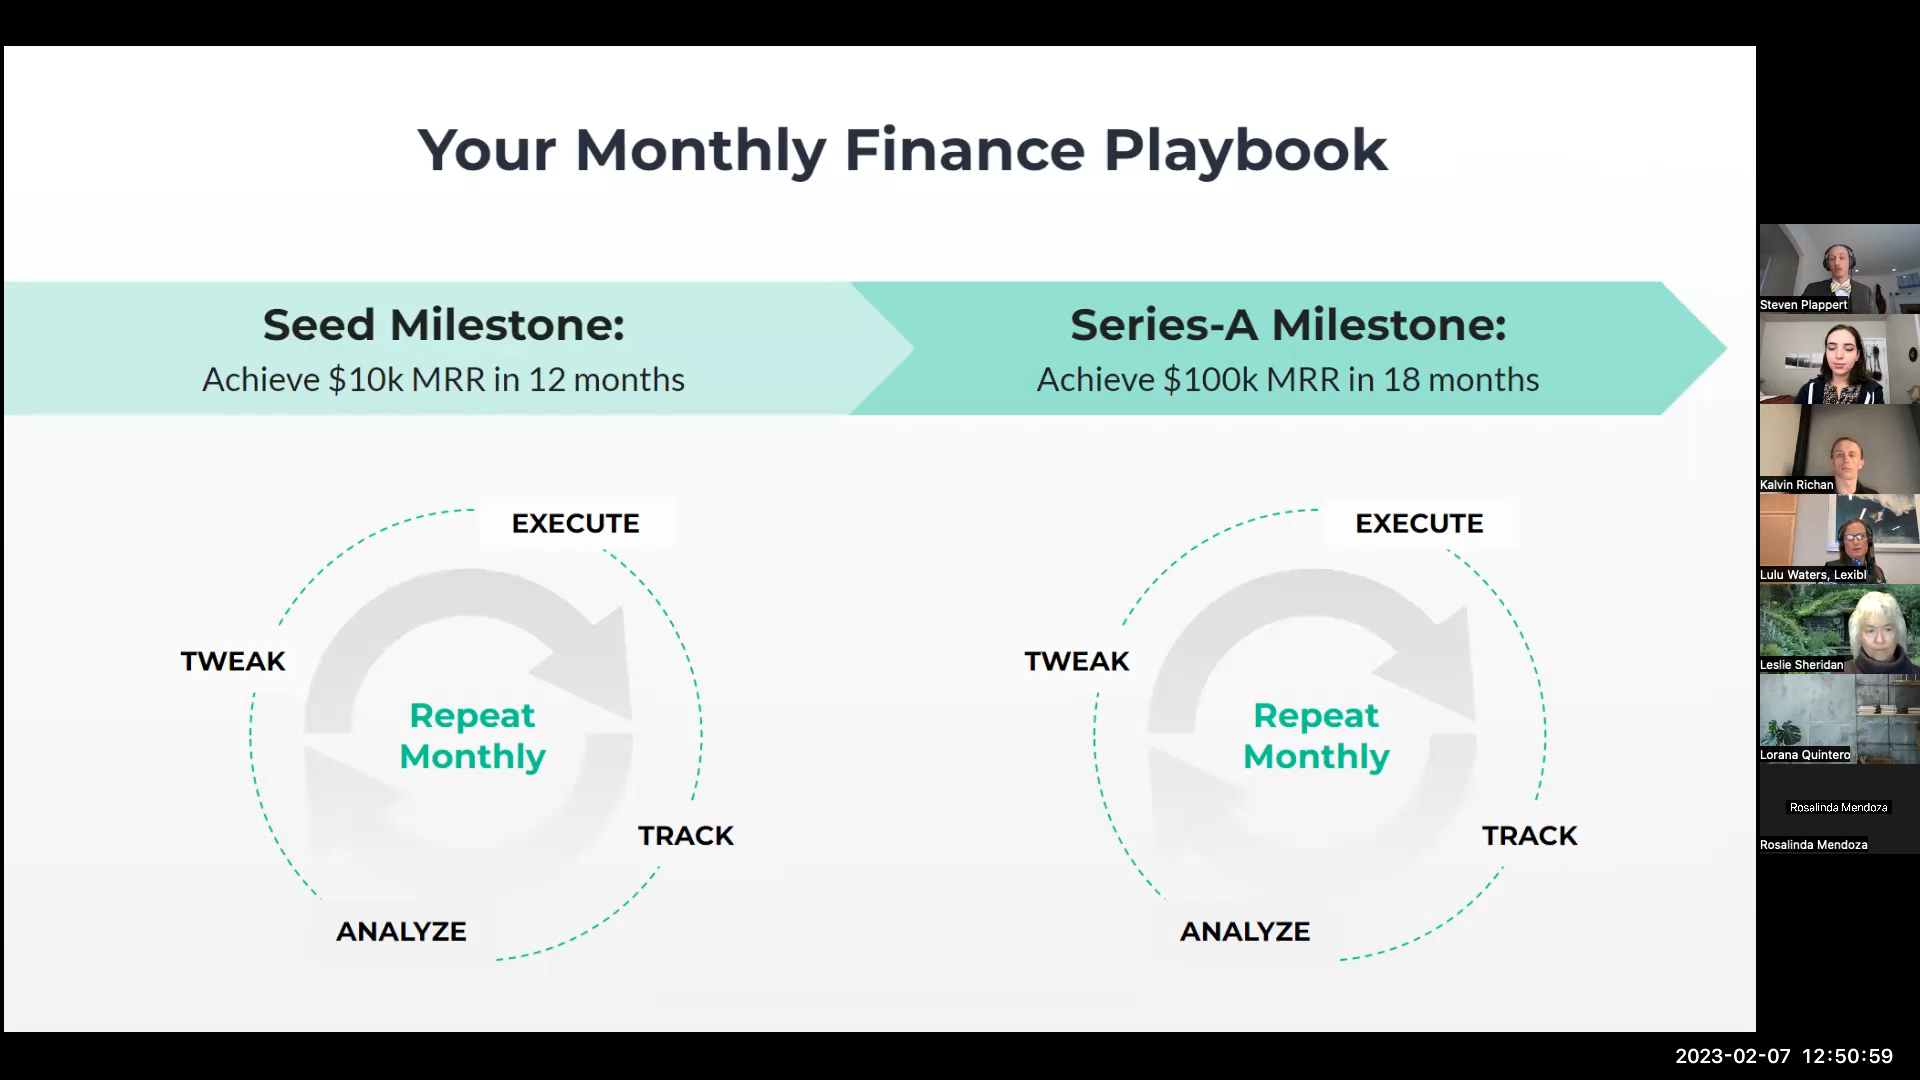 Your Monthly Finance Playbook
Seed Milestone:
Achieve $10k MRR in 12 months
Series-A Milestone:
Achieve $100k MRR in 18 months
EXECUTE
TWEAK
Repeat
Monthly
TRACK
ANALYZE
EXECUTE
TWEAK
Repeat
Monthly
TRACK
ANALYZE
Steven Plappert
Kalvin Richan
Lulu Waters, Lexibl
Leslie Sheridan
Lorana Quintero
Rosalinda Mendoza
Rosalinda Mendoza
2023-02-07 12:50:59